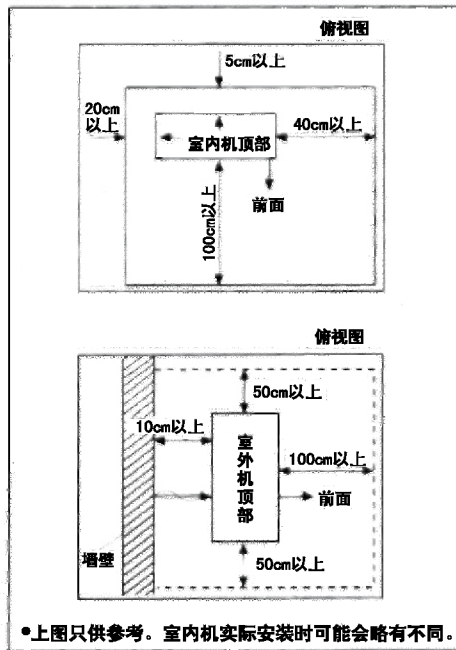 俯视图
5cm以上
20cm
以上
40cm以上
室内机顶部
前面
100cm以上
俯视图
50cm以上
10cm以上
室外机顶部
100cm以上
前面
墙壁
50cm以上
•上图只供参考。室内机实际安装时可能会略有不同。